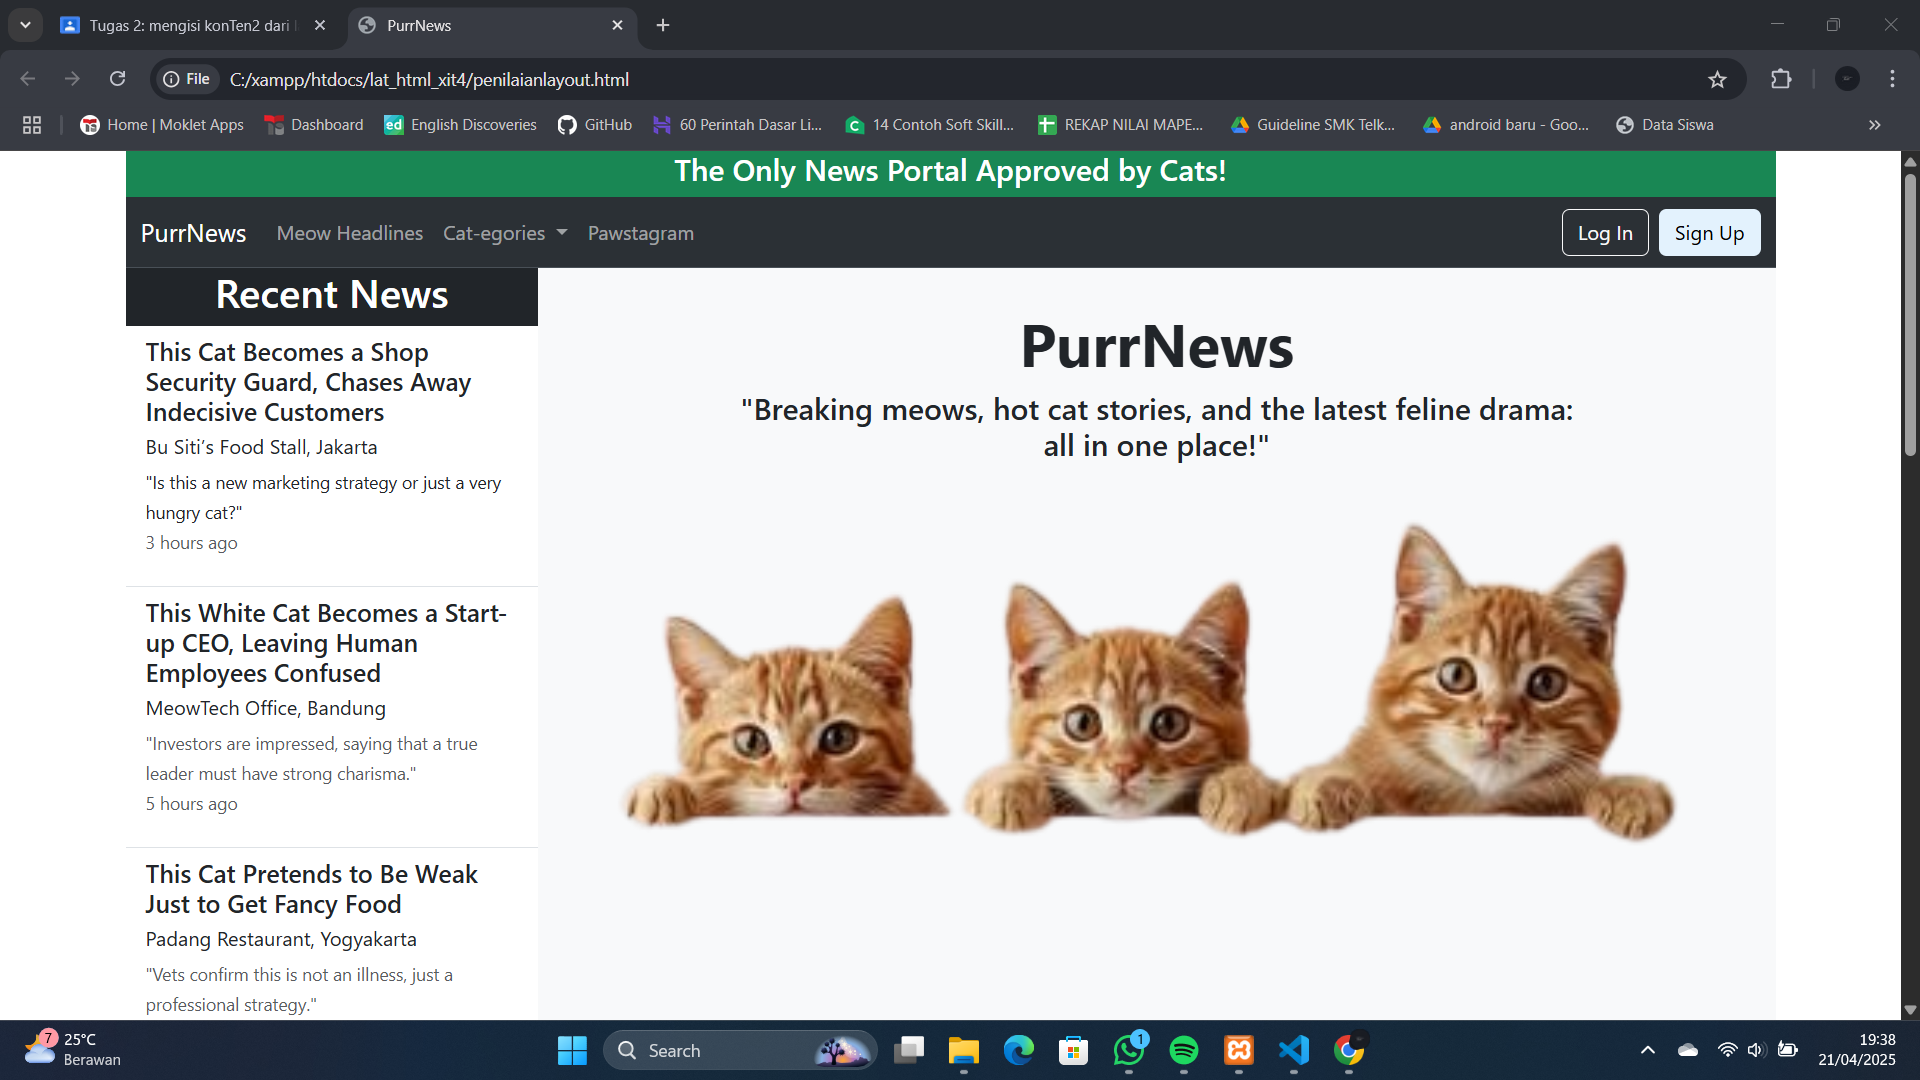 Tugas 2: mengisi konTen2 dari
PurrNews
File
C:/xampp/htdocs/lat_html_xit4/penilaianlayout.html
Home | Moklet Apps
Dashboard
English Discoveries
GitHub
60 Perintah Dasar Li...
14 Contoh Soft Skill...
REKAP NILAI MAPE...
Guideline SMK Telk...
android baru - Goo...
Data Siswa
The Only News Portal Approved by Cats!
PurrNews
Meow Headlines
Cat-egories
Pawstagram
Log In
Sign Up
Recent News
This Cat Becomes a Shop
Security Guard, Chases Away
Indecisive Customers
Bu Siti’s Food Stall, Jakarta
"Is this a new marketing strategy or just a very
hungry cat?"
3 hours ago
This White Cat Becomes a Start-
up CEO, Leaving Human
Employees Confused
MeowTech Office, Bandung
"Investors are impressed, saying that a true
leader must have strong charisma."
5 hours ago
This Cat Pretends to Be Weak
Just to Get Fancy Food
Padang Restaurant, Yogyakarta
"Vets confirm this is not an illness, just a
professional strategy."
PurrNews
"Breaking meows, hot cat stories, and the latest feline drama:
all in one place!"
7
25°C
Berawan
Search
1
19:38
21/04/2025